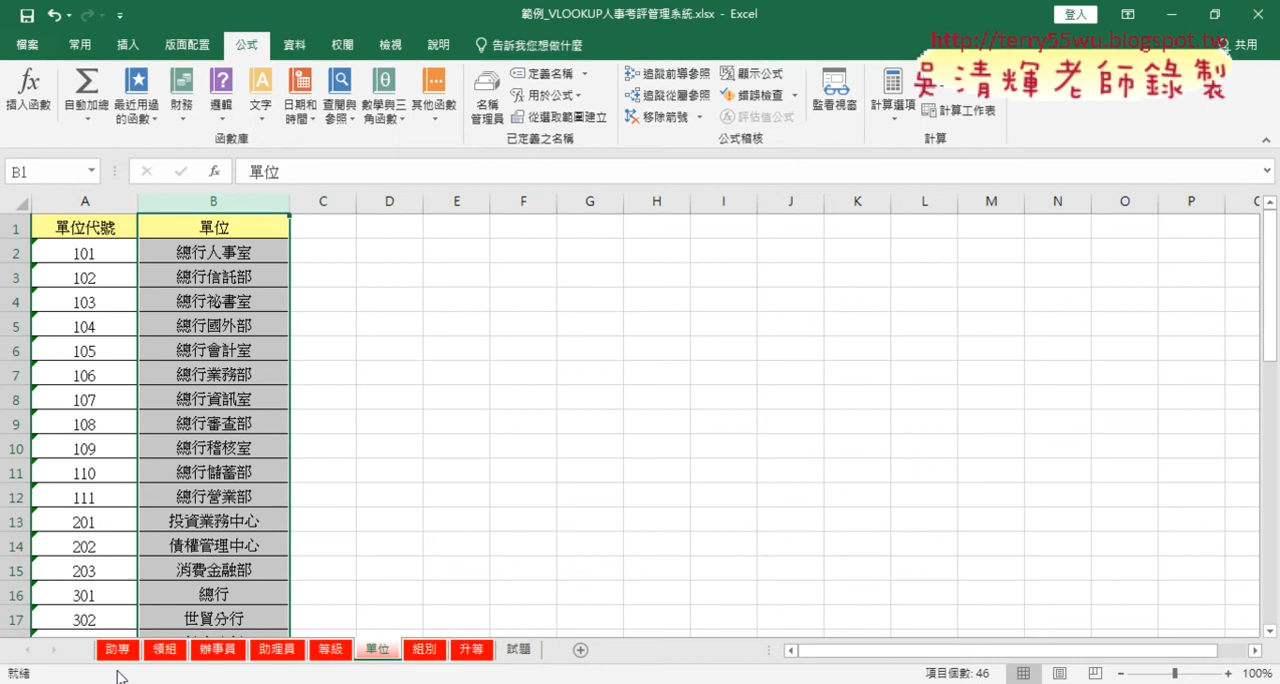 範例_VLOOKUP人事考評管理系統.xlsx - Excel
登入
檔案 常用 插入 版面配置 公式 資料 校閱 檢視 說明 告訴我您想做什麼 共用
http://terry55wu.blogspot.tw
吳清輝老師錄製
fx Σ ? A θ
插入函數 自動加總 最近用過的函數 財務 邏輯 文字 日期和時間 查閱與參照 數學與三角函數 其他函數
函數庫
名稱管理員
定義名稱
用於公式
從選取範圍建立
已定義之名稱
追蹤前導參照 顯示公式
追蹤從屬參照 錯誤檢查
移除箭號 評估值公式
公式稽核
監看視窗
計算選項 計算工作表
計算
B1 fx 單位
A B C D E F G H I J K L M N O P
1 單位代號 單位
2 101 總行人事室
3 102 總行信託部
4 103 總行祕書室
5 104 總行國外部
6 105 總行會計室
7 106 總行業務部
8 107 總行資訊室
9 108 總行審查部
10 109 總行稽核室
11 110 總行儲蓄部
12 111 總行營業部
13 201 投資業務中心
14 202 債權管理中心
15 203 消費金融部
16 301 總行
17 302 世貿分行
助專 領組 辦事員 助理員 等級 單位 組別 升等 試題
就緒 項目個數: 46 100%